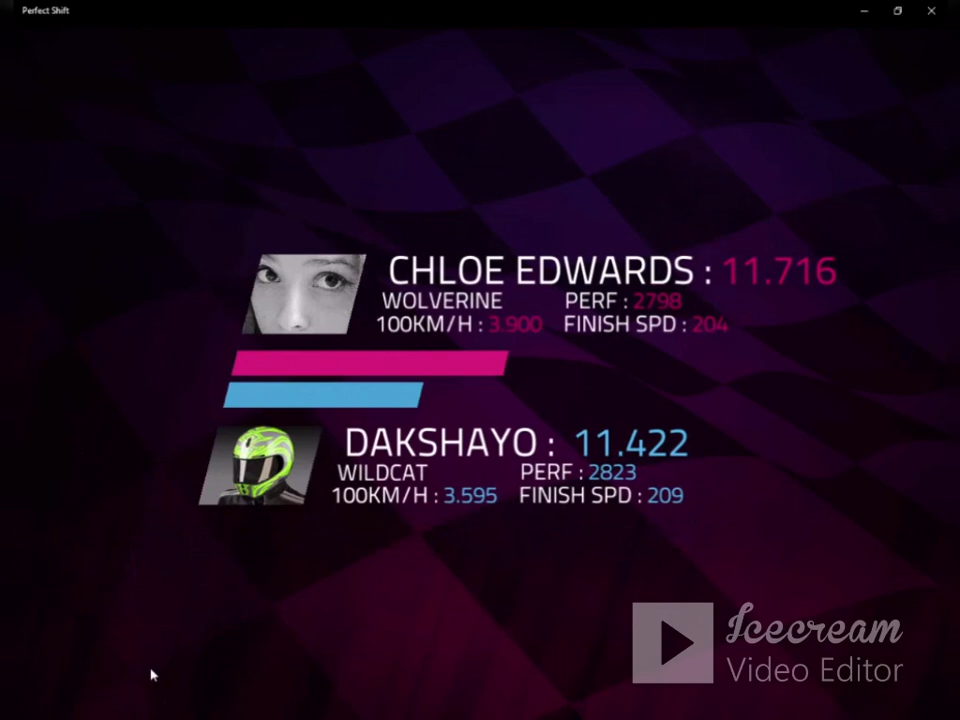 Perfect Shift
CHLOE EDWARDS : 11.716
WOLVERINE PERF : 2798
100KM/H : 3.900 FINISH SPD : 204
DAKSHAYO : 11.422
WILDCAT PERF : 2823
100KM/H : 3.595 FINISH SPD : 209
Icecream
Video Editor